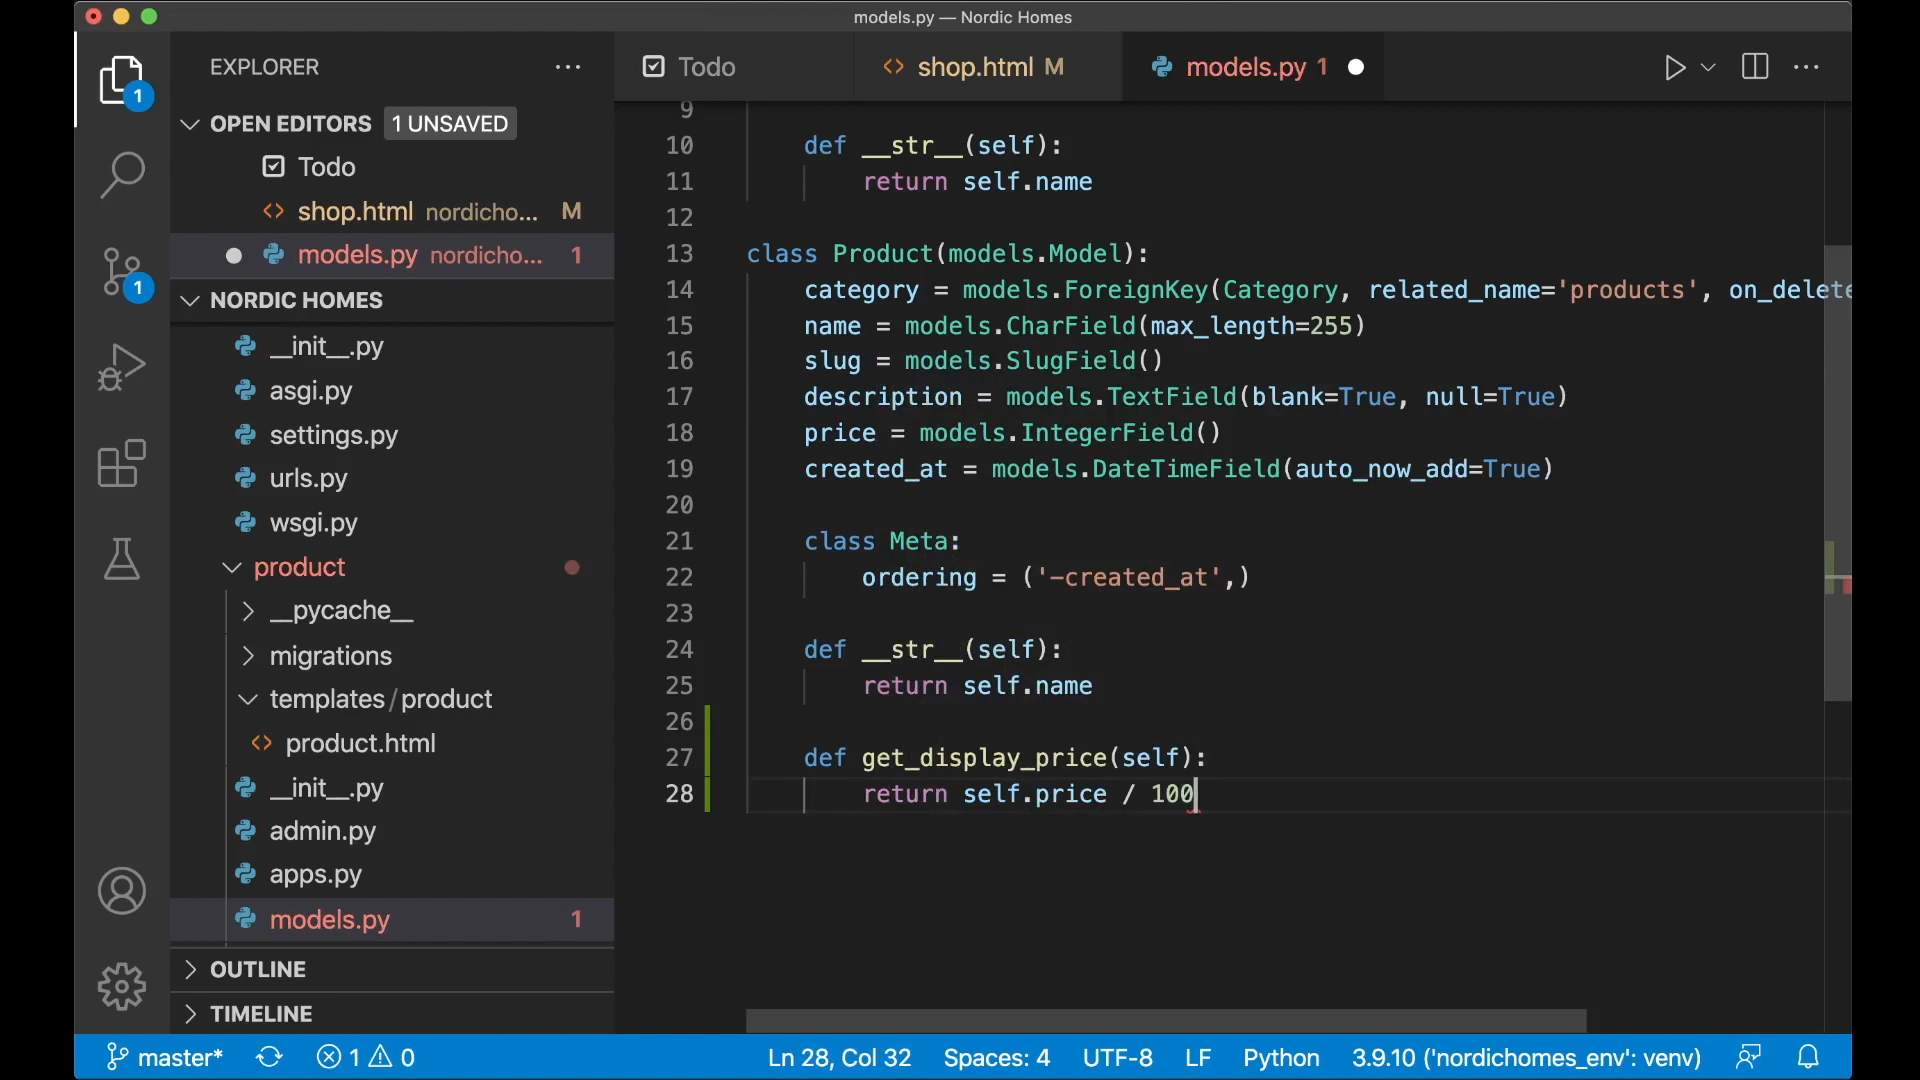 models.py — Nordic Homes
EXPLORER
Todo
shop.html M
models.py 1
1
OPEN EDITORS 1 UNSAVED
Todo
shop.html nordicho... M
models.py nordicho... 1
1
NORDIC HOMES
__init__.py
asgi.py
settings.py
urls.py
wsgi.py
product
__pycache__
migrations
templates/product
product.html
__init__.py
admin.py
apps.py
models.py 1
OUTLINE
TIMELINE
9
10 def __str__(self):
11 return self.name
12
13 class Product(models.Model):
14 category = models.ForeignKey(Category, related_name='products', on_delete
15 name = models.CharField(max_length=255)
16 slug = models.SlugField()
17 description = models.TextField(blank=True, null=True)
18 price = models.IntegerField()
19 created_at = models.DateTimeField(auto_now_add=True)
20
21 class Meta:
22 ordering = ('-created_at',)
23
24 def __str__(self):
25 return self.name
26
27 def get_display_price(self):
28 return self.price / 100
master* 1 0 Ln 28, Col 32 Spaces: 4 UTF-8 LF Python 3.9.10 ('nordichomes_env': venv)